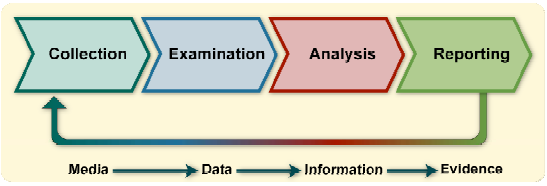 Collection Examination Analysis Reporting
Media Data Information Evidence